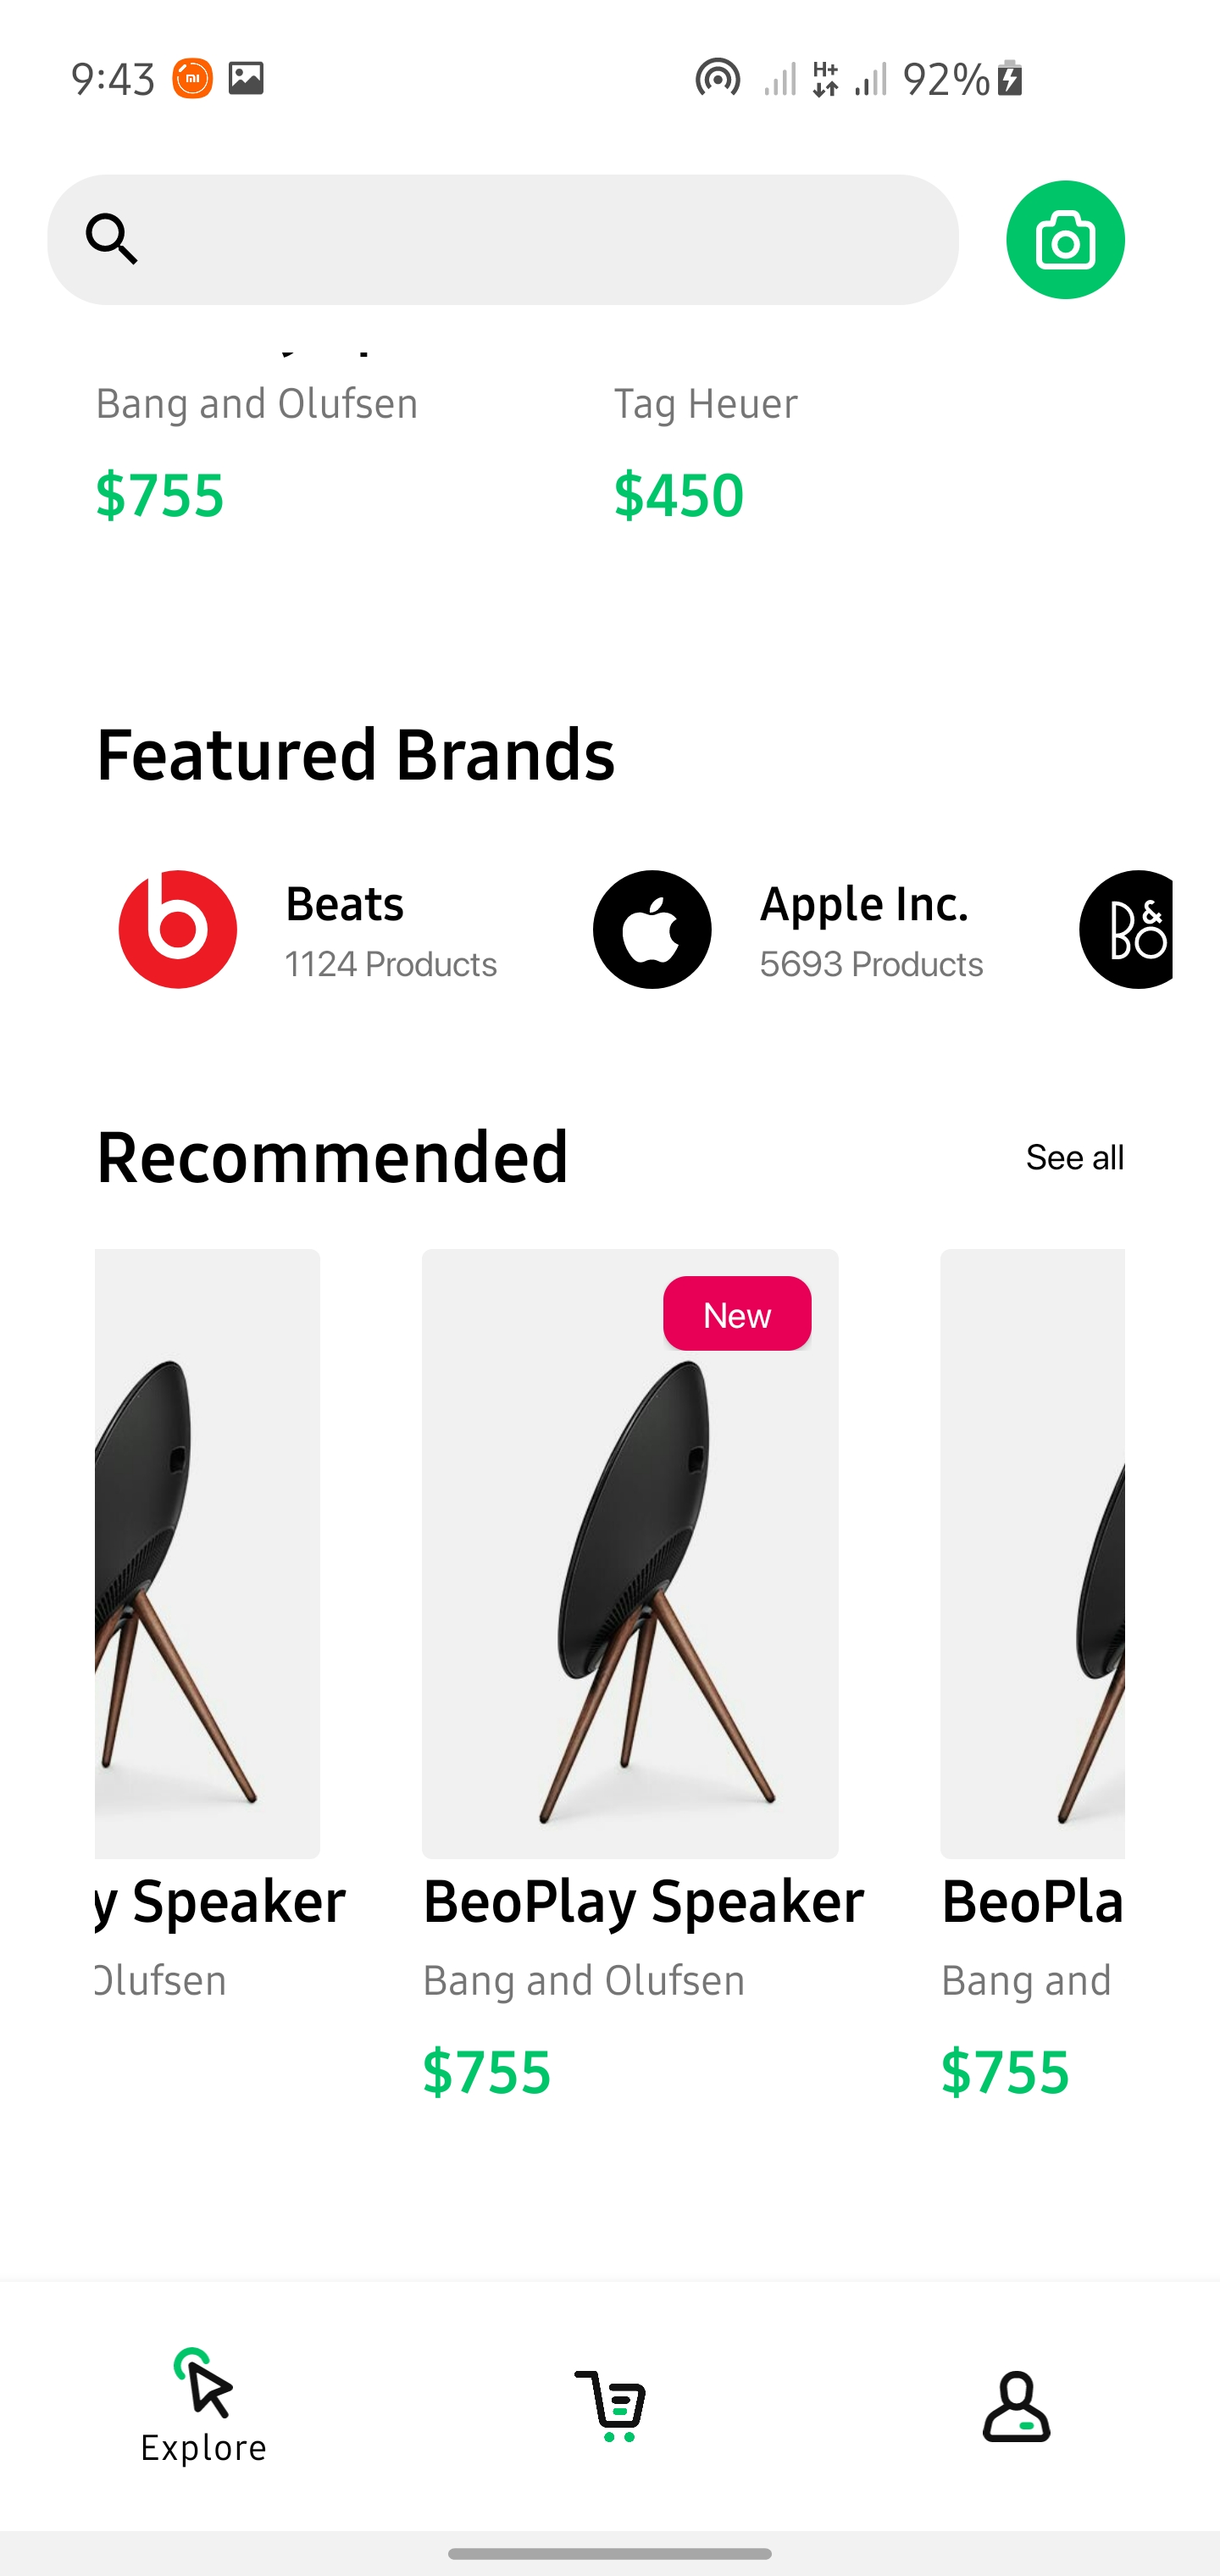 9:43
H+
92%
Bang and Olufsen
Tag Heuer
$755
$450
Featured Brands
Beats
1124 Products
Apple Inc.
5693 Products
B&O
Recommended
See all
New
y Speaker
BeoPlay Speaker
BeoPla
Olufsen
Bang and Olufsen
Bang and
$755
$755
Explore